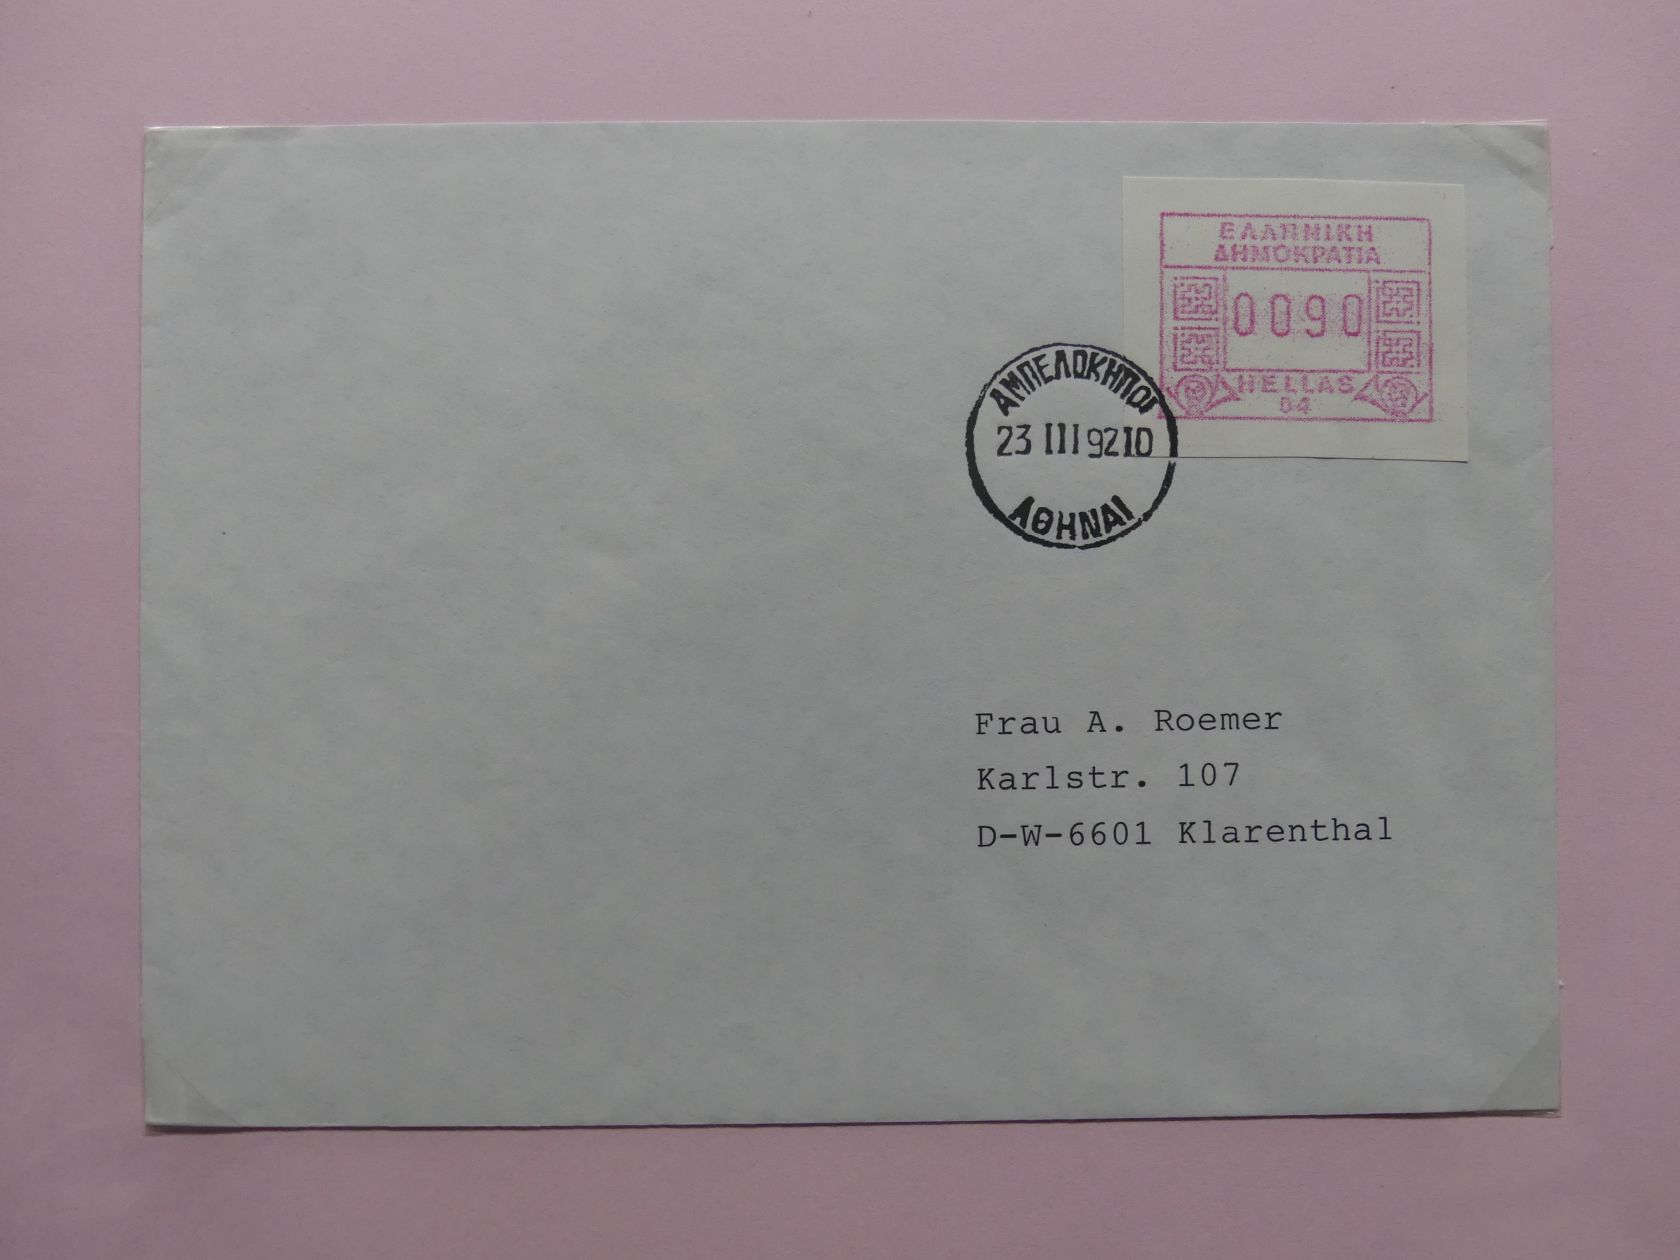 ΕΛΛΗΝΙΚΗ
ΔΗΜΟΚΡΑΤΙΑ
0090
HELLAS
04
ΑΜΠΕΛΟΚΗΠΟΙ
23 III 92 10
ΑΘΗΝΑΙ
Frau A. Roemer
Karlstr. 107
D-W-6601 Klarenthal